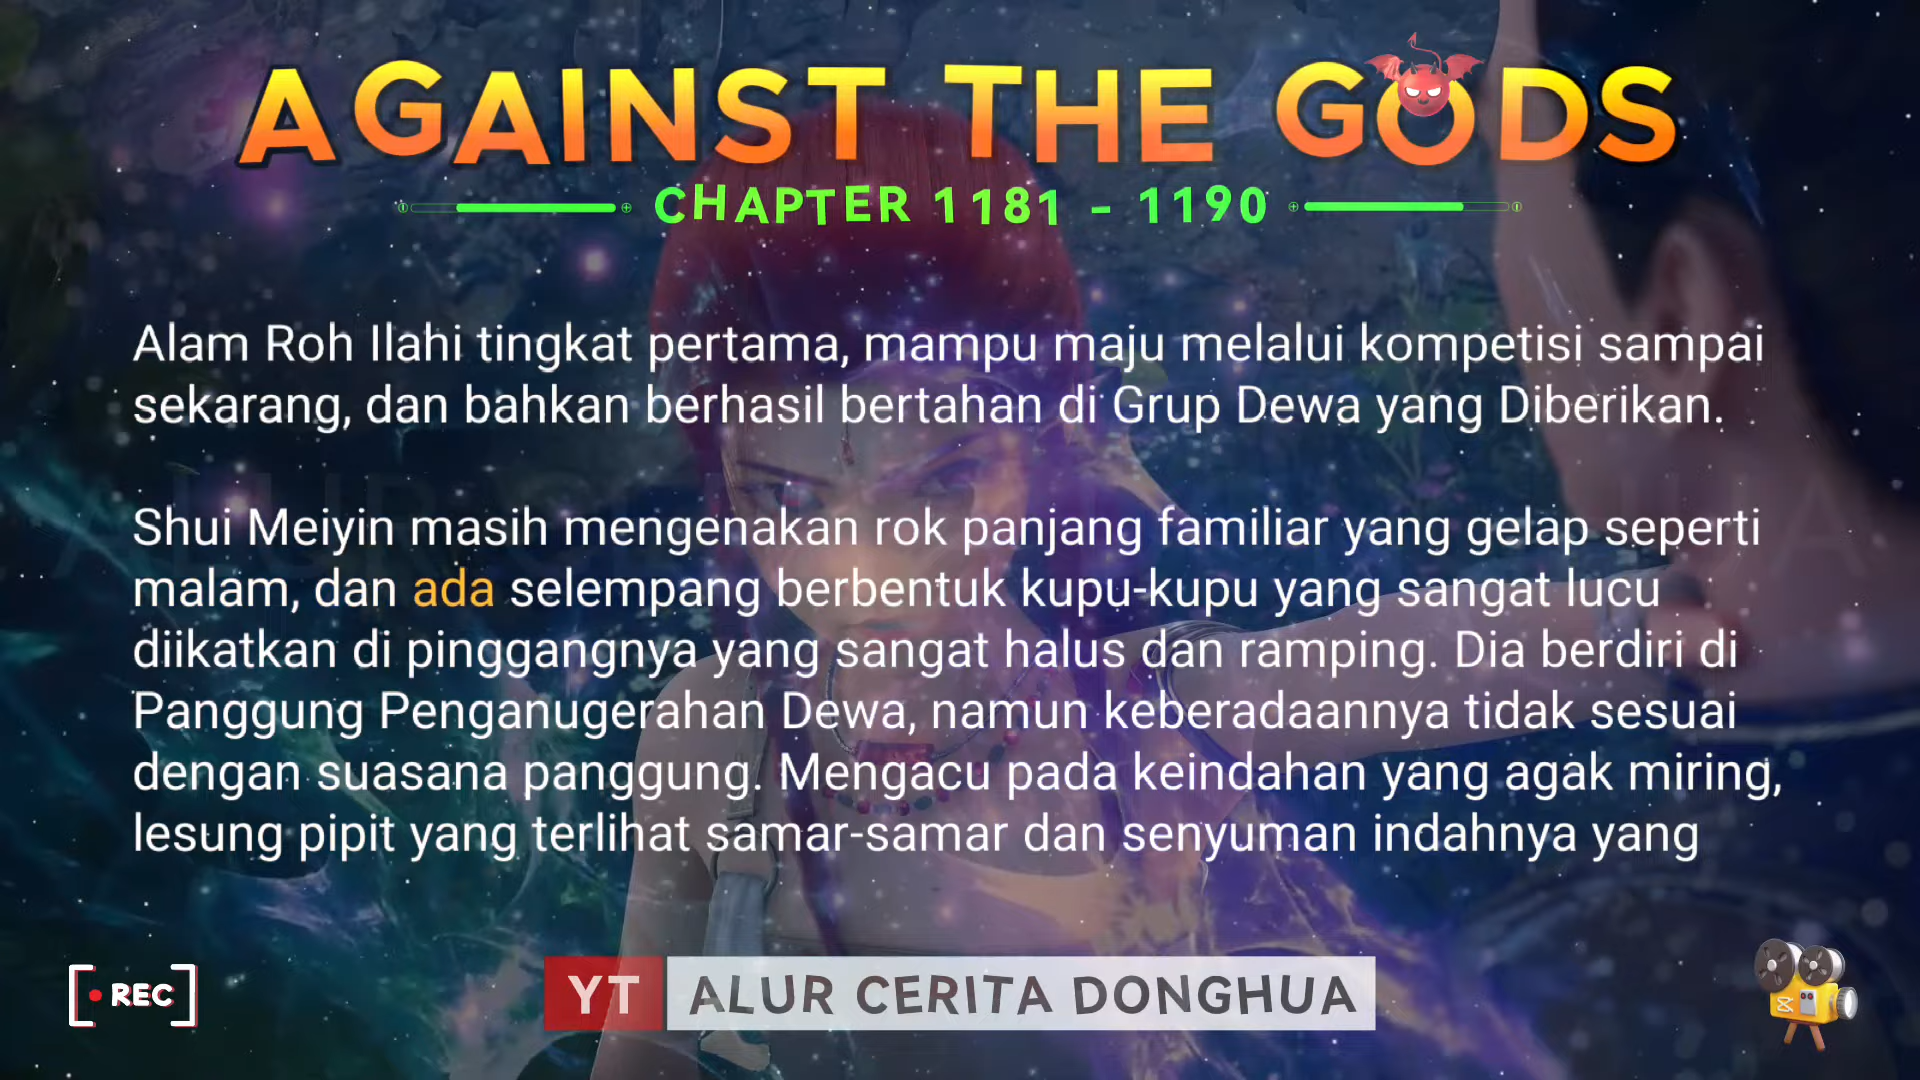 AGAINST THE GODS
CHAPTER 1181 - 1190
Alam Roh Ilahi tingkat pertama, mampu maju melalui kompetisi sampai
sekarang, dan bahkan berhasil bertahan di Grup Dewa yang Diberikan.
Shui Meiyin masih mengenakan rok panjang familiar yang gelap seperti
malam, dan ada selempang berbentuk kupu-kupu yang sangat lucu
diikatkan di pinggangnya yang sangat halus dan ramping. Dia berdiri di
Panggung Penganugerahan Dewa, namun keberadaannya tidak sesuai
dengan suasana panggung. Mengacu pada keindahan yang agak miring,
lesung pipit yang terlihat samar-samar dan senyuman indahnya yang
REC
YT ALUR CERITA DONGHUA